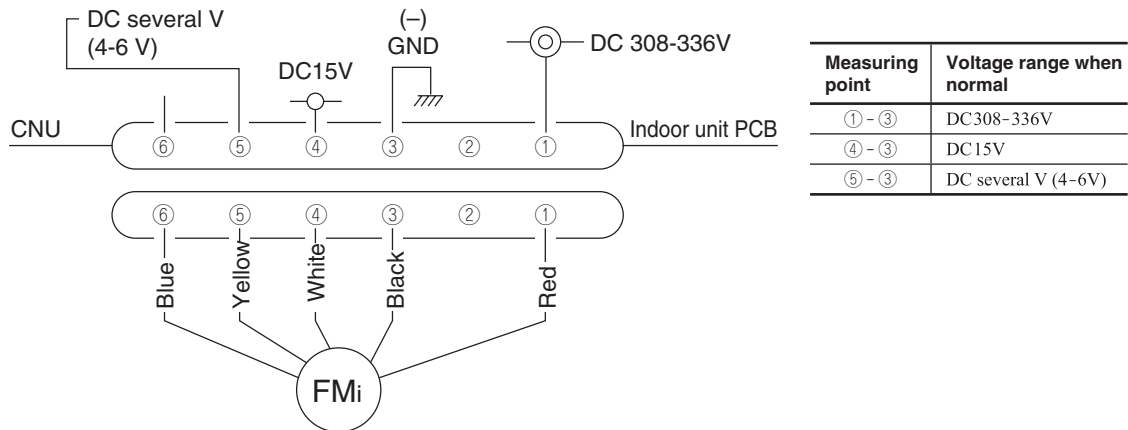 DC several V
(4-6 V)
(–)
GND
DC15V
DC 308-336V
CNU
Indoor unit PCB
⑥ ⑤ ④ ③ ② ①
⑥ ⑤ ④ ③ ② ①
Blue
Yellow
White
Black
Red
FMi
Measuring point
Voltage range when normal
① – ③ DC308–336V
④ – ③ DC15V
⑤ – ③ DC several V (4–6V)